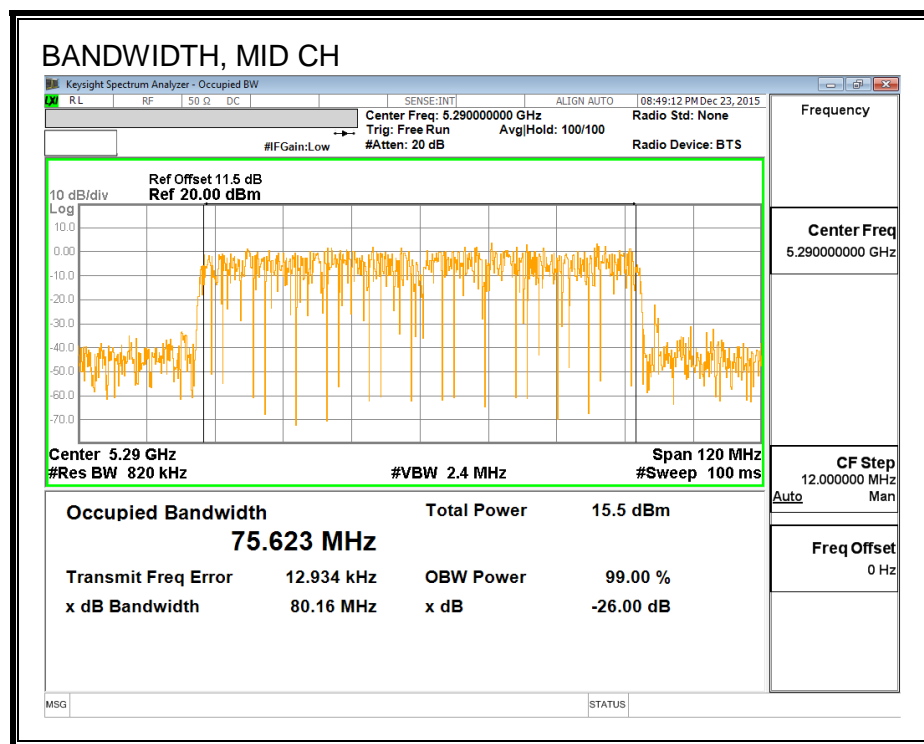 BANDWIDTH, MID CH
Keysight Spectrum Analyzer - Occupied BW
LXI RL RF 50 Ω DC SENSE:INT ALIGN AUTO 08:49:12 PM Dec 23, 2015
Center Freq: 5.290000000 GHz Radio Std: None
Trig: Free Run Avg|Hold: 100/100
#IFGain:Low #Atten: 20 dB Radio Device: BTS
Frequency
Ref Offset 11.5 dB
10 dB/div Ref 20.00 dBm
Log
10.0
0.00
-10.0
-20.0
-30.0
-40.0
-50.0
-60.0
-70.0
Center 5.29 GHz Span 120 MHz
#Res BW 820 kHz #VBW 2.4 MHz #Sweep 100 ms
Center Freq
5.290000000 GHz
CF Step
12.000000 MHz
Auto Man
Freq Offset
0 Hz
Occupied Bandwidth Total Power 15.5 dBm
75.623 MHz
Transmit Freq Error 12.934 kHz OBW Power 99.00 %
x dB Bandwidth 80.16 MHz x dB -26.00 dB
MSG STATUS